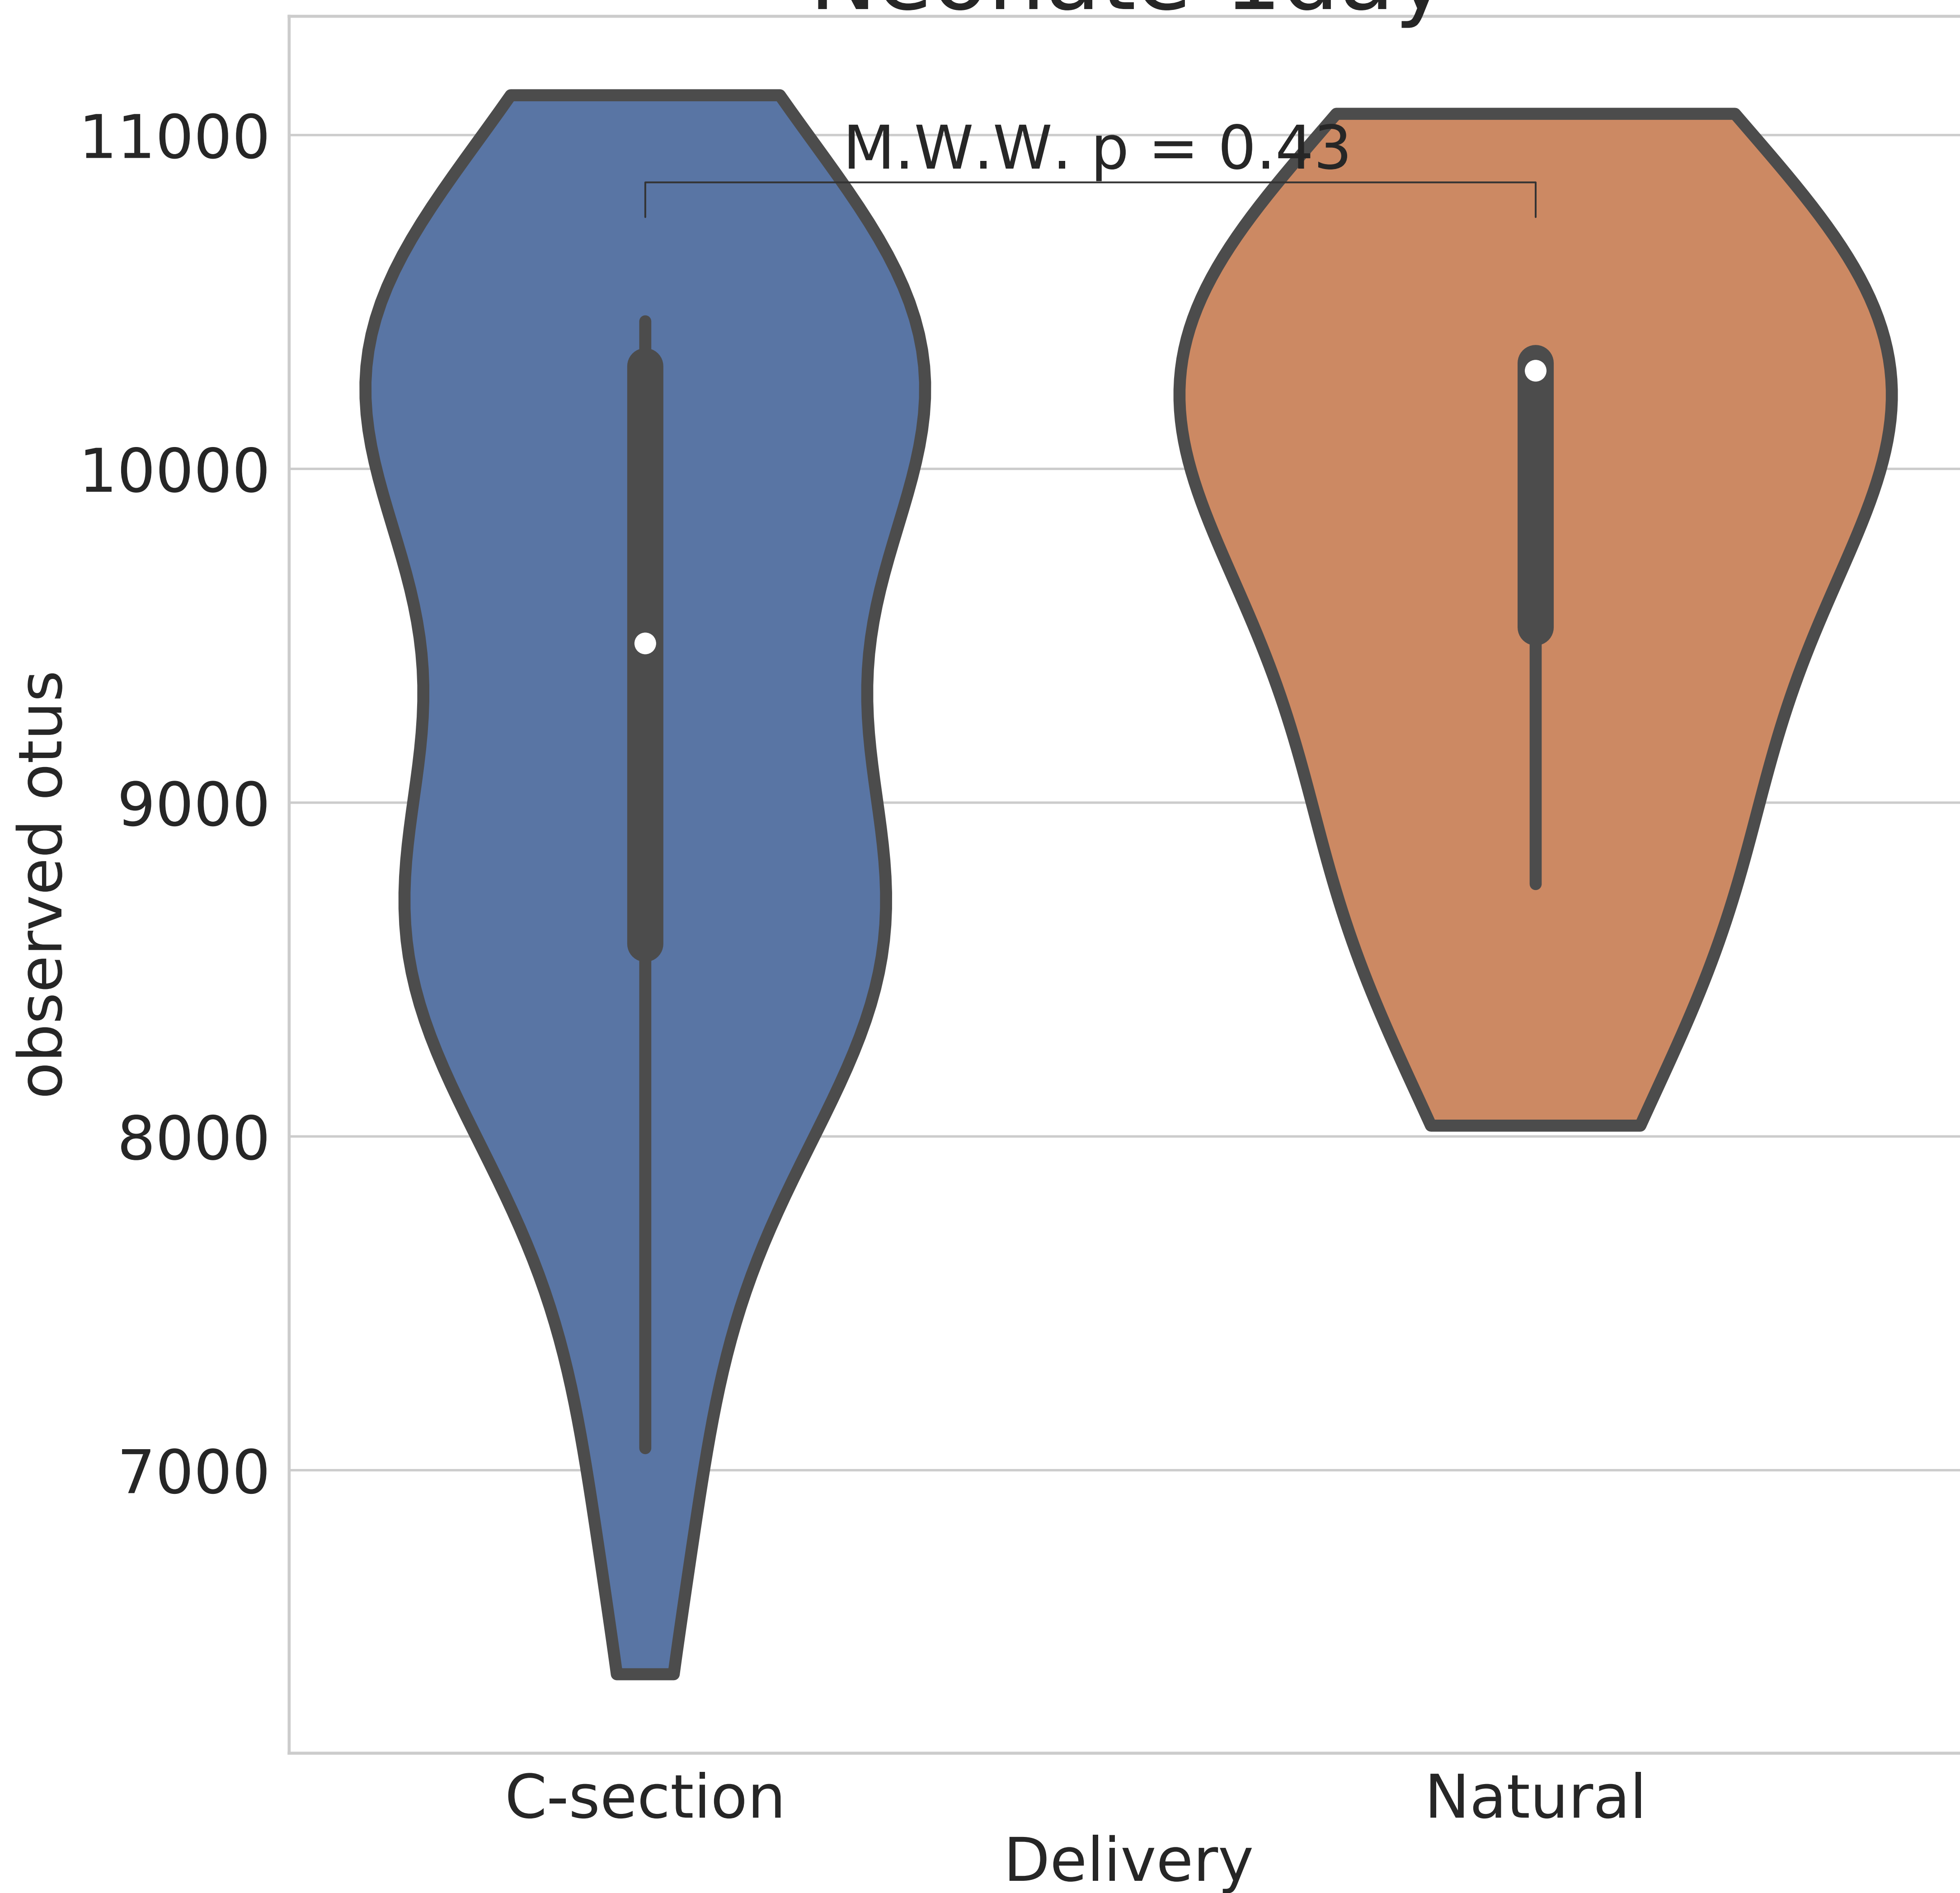 11000
M.W.W. p = 0.43
10000
9000
8000
7000
observed otus
C-section
Natural
Delivery